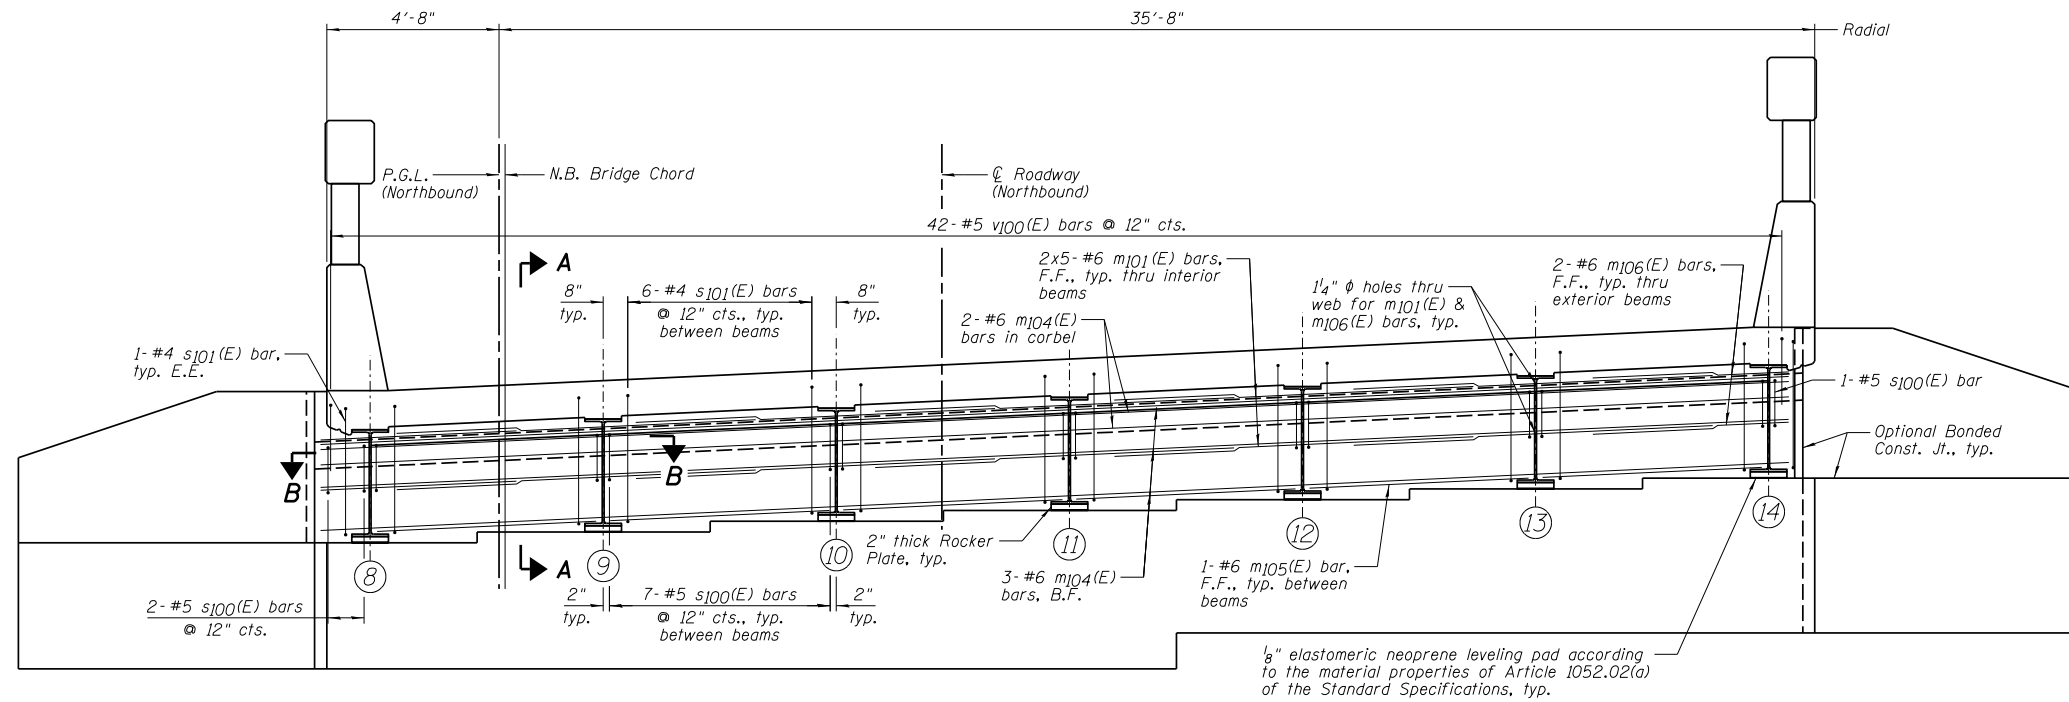 4'-8"
35'-8"
Radial
P.G.L.
(Northbound)
N.B. Bridge Chord
℄ Roadway
(Northbound)
42-#5 v100(E) bars @ 12" cts.
A
8"
typ.
6-#4 s101(E) bars
@ 12" cts., typ.
between beams
8"
typ.
2x5-#6 m101(E) bars,
F.F., typ. thru interior
beams
2-#6 m104(E)
bars in corbel
1¼" ϕ holes thru
web for m101(E) &
m106(E) bars, typ.
2-#6 m106(E) bars,
F.F., typ. thru
exterior beams
1-#4 s101(E) bar,
typ. E.E.
1-#5 s100(E) bar
Optional Bonded
Const. Jt., typ.
B
B
8
9
10
11
12
13
14
A
2" thick Rocker
Plate, typ.
3-#6 m104(E)
bars, B.F.
1-#6 m105(E) bar,
F.F., typ. between
beams
2-#5 s100(E) bars
@ 12" cts.
2"
typ.
7-#5 s100(E) bars
@ 12" cts., typ.
between beams
2"
typ.
⅛" elastomeric neoprene leveling pad according
to the material properties of Article 1052.02(a)
of the Standard Specifications, typ.